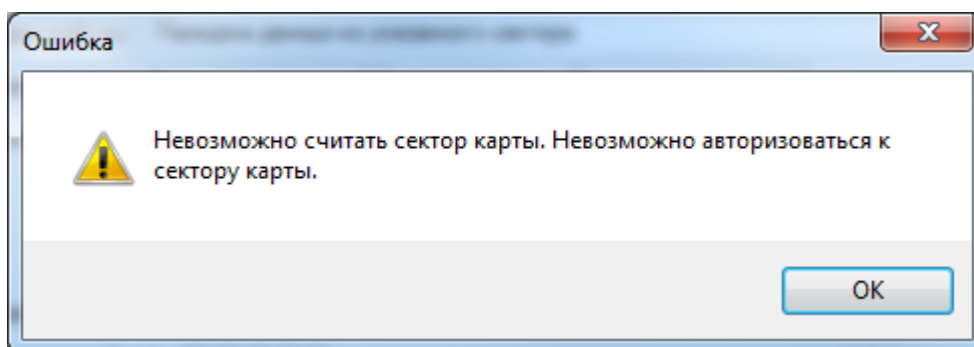 Ошибка
Невозможно считать сектор карты. Невозможно авторизоваться к
сектору карты.
OK